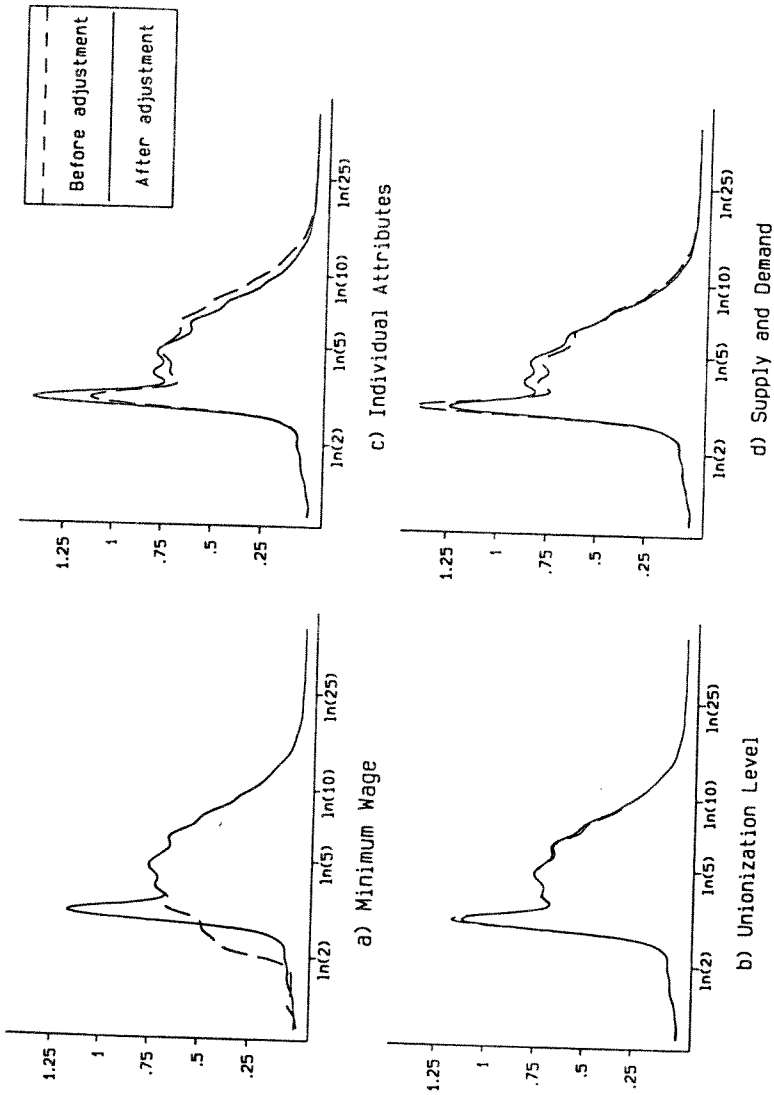 Before adjustment
After adjustment
1.25
1
.75
.5
.25
ln(2)
ln(5)
ln(10)
ln(25)
a) Minimum Wage
1.25
1
.75
.5
.25
ln(2)
ln(5)
ln(10)
ln(25)
b) Unionization Level
1.25
1
.75
.5
.25
ln(2)
ln(5)
ln(10)
ln(25)
c) Individual Attributes
1.25
1
.75
.5
.25
ln(2)
ln(5)
ln(10)
ln(25)
d) Supply and Demand